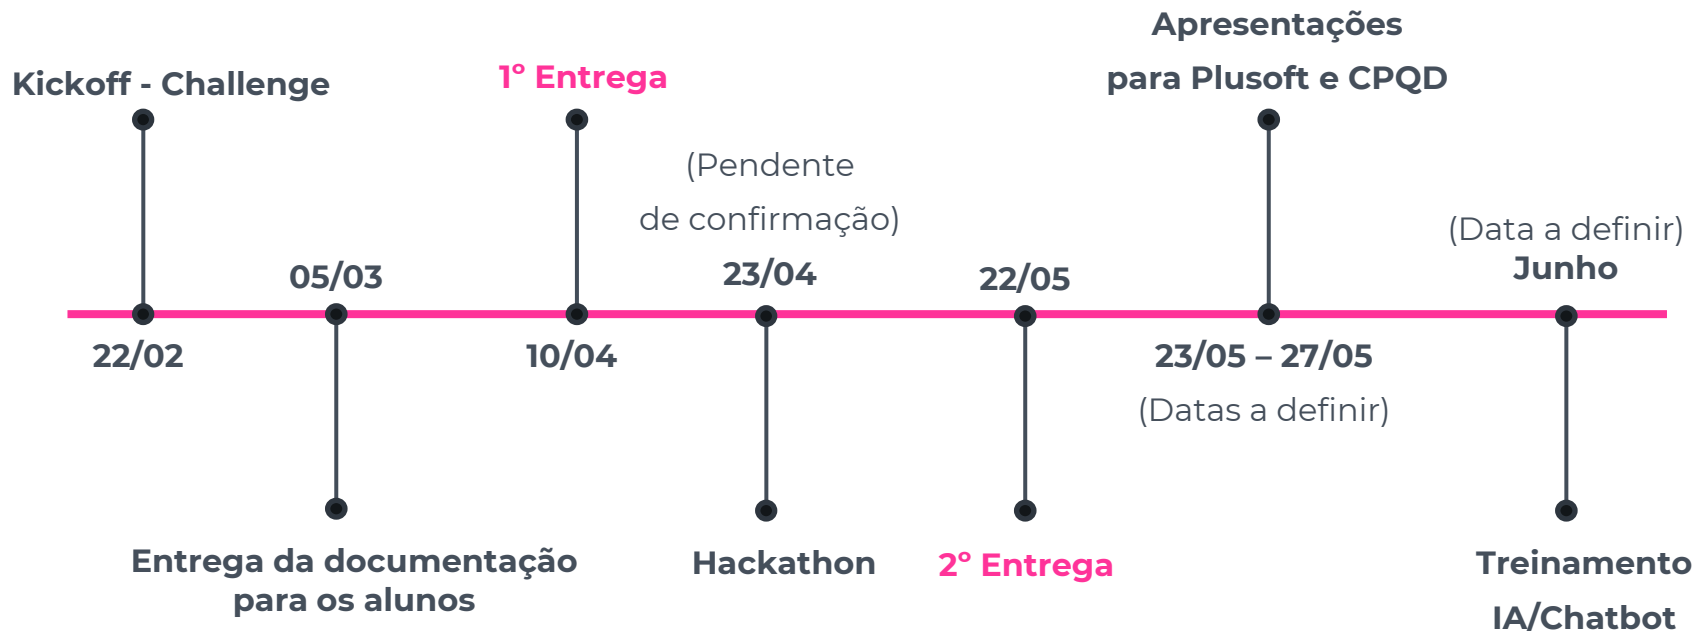 Kickoff - Challenge
22/02
05/03
Entrega da documentação
para os alunos
1º Entrega
10/04
(Pendente
de confirmação)
23/04
Hackathon
22/05
2º Entrega
Apresentações
para Plusoft e CPQD
23/05 – 27/05
(Datas a definir)
(Data a definir)
Junho
Treinamento
IA/Chatbot